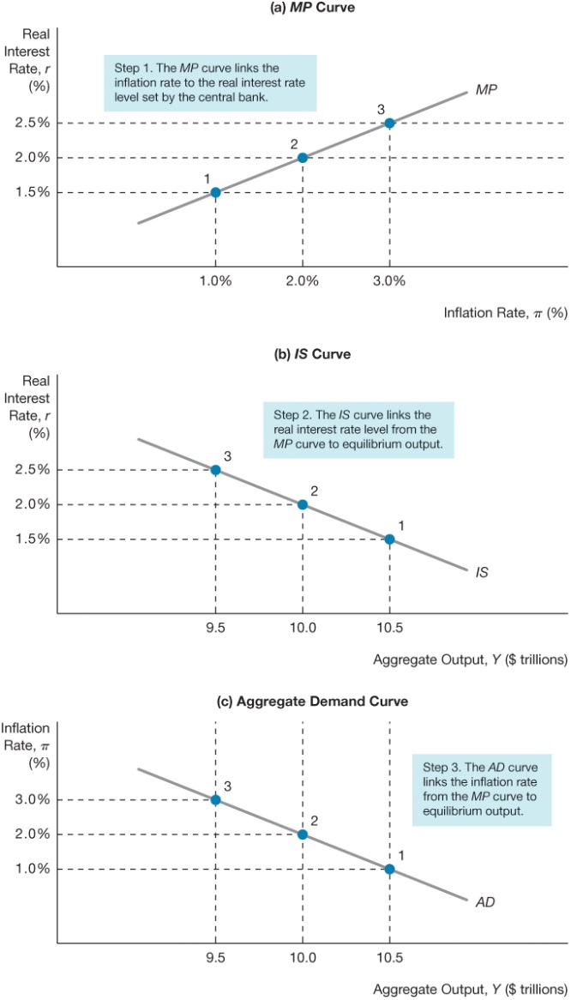 (a) MP Curve
Real
Interest
Rate, r
(%)
Step 1. The MP curve links the
inflation rate to the real interest rate
level set by the central bank.
MP
3
2.5%
2
2.0%
1
1.5%
1.0% 2.0% 3.0%
Inflation Rate, π (%)
(b) IS Curve
Real
Interest
Rate, r
(%)
Step 2. The IS curve links the
real interest rate level from the
MP curve to equilibrium output.
3
2.5%
2
2.0%
1
1.5%
IS
9.5 10.0 10.5
Aggregate Output, Y ($ trillions)
(c) Aggregate Demand Curve
Inflation
Rate, π
(%)
Step 3. The AD curve
links the inflation rate
from the MP curve to
equilibrium output.
3
3.0%
2
2.0%
1
1.0%
AD
9.5 10.0 10.5
Aggregate Output, Y ($ trillions)